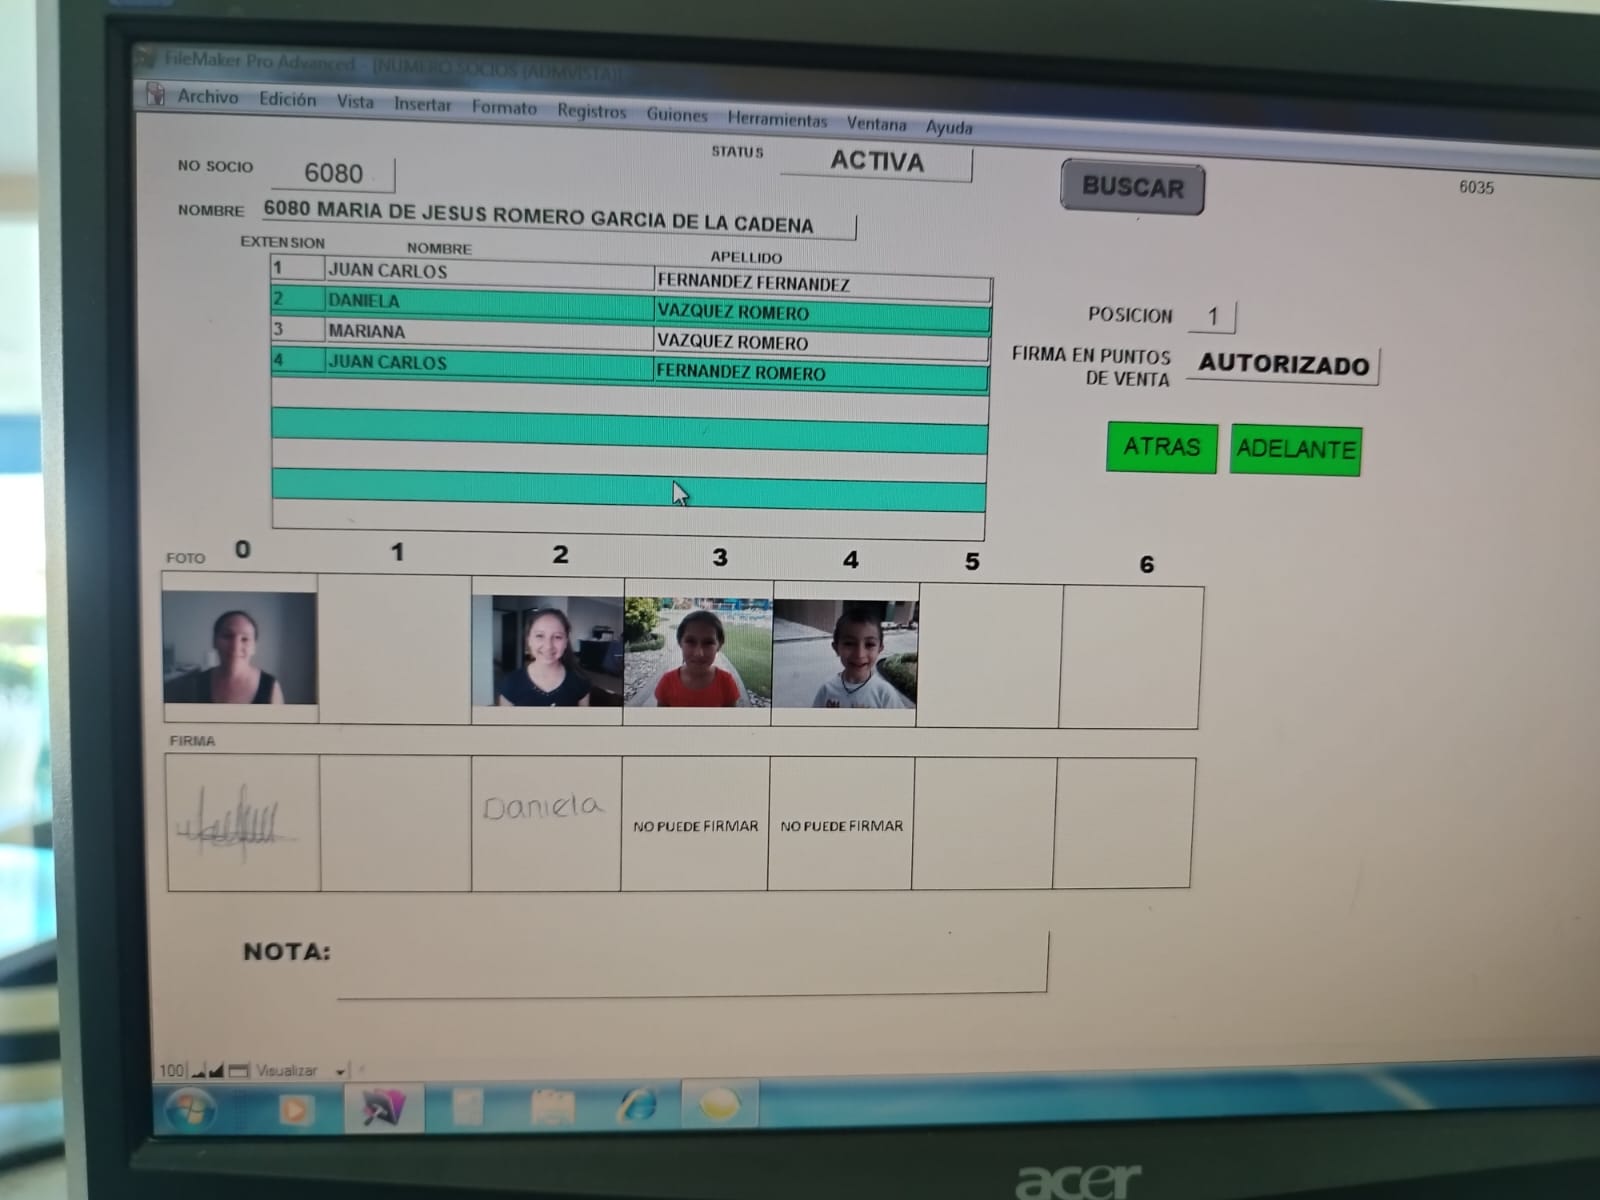 FileMaker Pro Advanced - [NUMERO SOCIOS (ADMVISTA)]
Archivo Edición Vista Insertar Formato Registros Guiones Herramientas Ventana Ayuda
NO SOCIO 6080 STATUS ACTIVA BUSCAR 6035
NOMBRE 6080 MARIA DE JESUS ROMERO GARCIA DE LA CADENA
EXTENSION NOMBRE APELLIDO
1 JUAN CARLOS FERNANDEZ FERNANDEZ
2 DANIELA VAZQUEZ ROMERO
3 MARIANA VAZQUEZ ROMERO
4 JUAN CARLOS FERNANDEZ ROMERO
POSICION 1
FIRMA EN PUNTOS
DE VENTA AUTORIZADO
ATRAS ADELANTE
FOTO 0 1 2 3 4 5 6
FIRMA
Daniela NO PUEDE FIRMAR NO PUEDE FIRMAR
NOTA:
100 Visualizar
acer